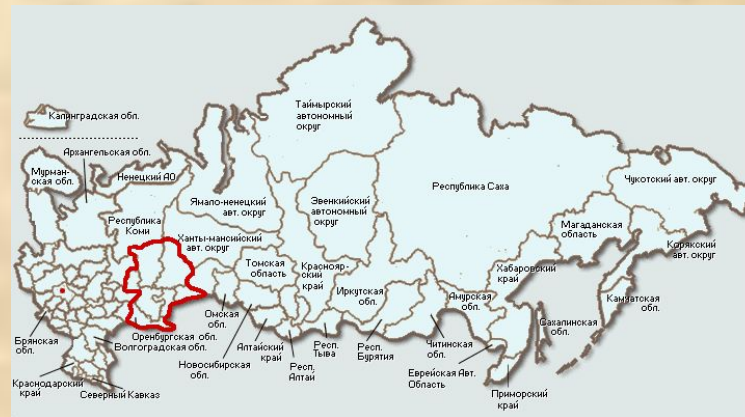 Калининградская обл.
Архангельская обл.
Мурман-
ская обл.
Ненецкий АО
Республика
Коми
Ямало-ненецкий
авт. округ
Ханты-мансийский
авт. округ
Таймырский
автономный
округ
Эвенкийский
автономный
округ
Республика Саха
Чукотский авт. округ
Магаданская
область
Корякский
авт. округ
Камчатская
обл.
Хабаровский
край
Сахалинская
обл.
Амурская
обл.
Томская
область
Краснояр-
ский
край
Иркутская
обл.
Омская
обл.
Оренбургская обл.
Волгоградская обл.
Брянская
обл.
Краснодарский
край
Северный Кавказ
Новосибирская
обл.
Алтайский
край
Респ.
Алтай
Респ.
Тыва
Респ.
Бурятия
Читинская
обл.
Еврейская Авт.
Область
Приморский
край